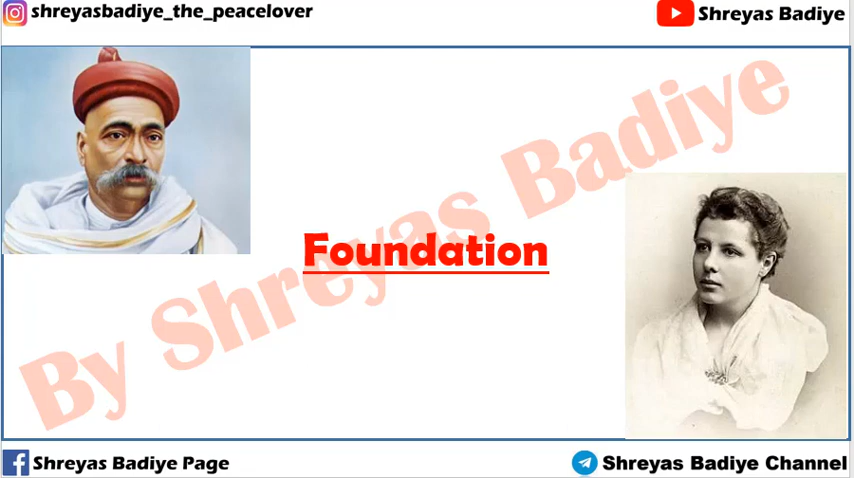 shreyasbadiye_the_peacelover
Shreyas Badiye
By Shreyas Badiye
Foundation
Shreyas Badiye Page
Shreyas Badiye Channel